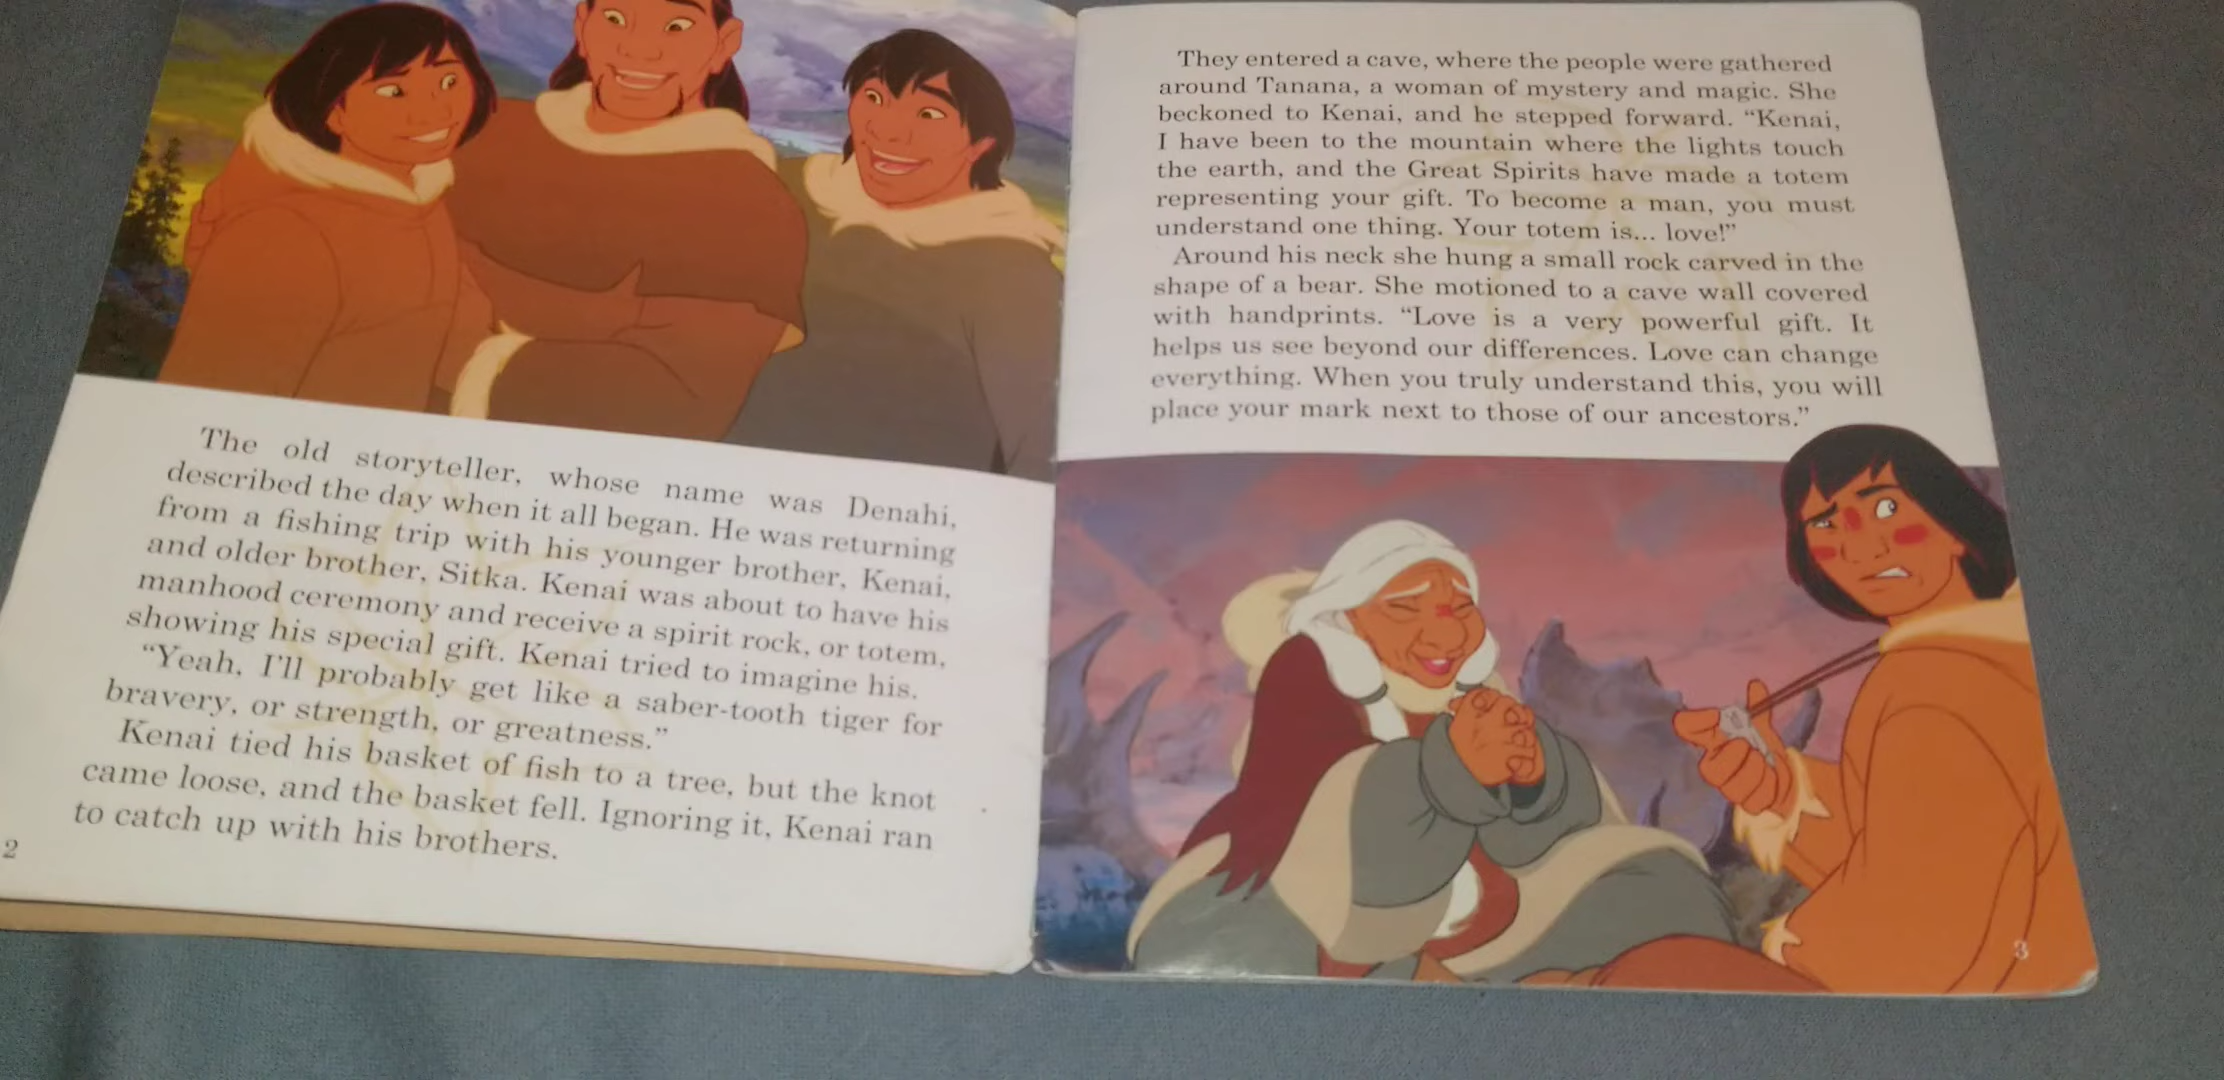 The old storyteller, whose name was Denahi,
described the day when it all began. He was returning
from a fishing trip with his younger brother, Kenai,
and older brother, Sitka. Kenai was about to have his
manhood ceremony and receive a spirit rock, or totem,
showing his special gift. Kenai tried to imagine his.
“Yeah, I’ll probably get like a saber-tooth tiger for
bravery, or strength, or greatness.”
Kenai tied his basket of fish to a tree, but the knot
came loose, and the basket fell. Ignoring it, Kenai ran
to catch up with his brothers.
2
They entered a cave, where the people were gathered
around Tanana, a woman of mystery and magic. She
beckoned to Kenai, and he stepped forward. “Kenai,
I have been to the mountain where the lights touch
the earth, and the Great Spirits have made a totem
representing your gift. To become a man, you must
understand one thing. Your totem is... love!”
Around his neck she hung a small rock carved in the
shape of a bear. She motioned to a cave wall covered
with handprints. “Love is a very powerful gift. It
helps us see beyond our differences. Love can change
everything. When you truly understand this, you will
place your mark next to those of our ancestors.”
3